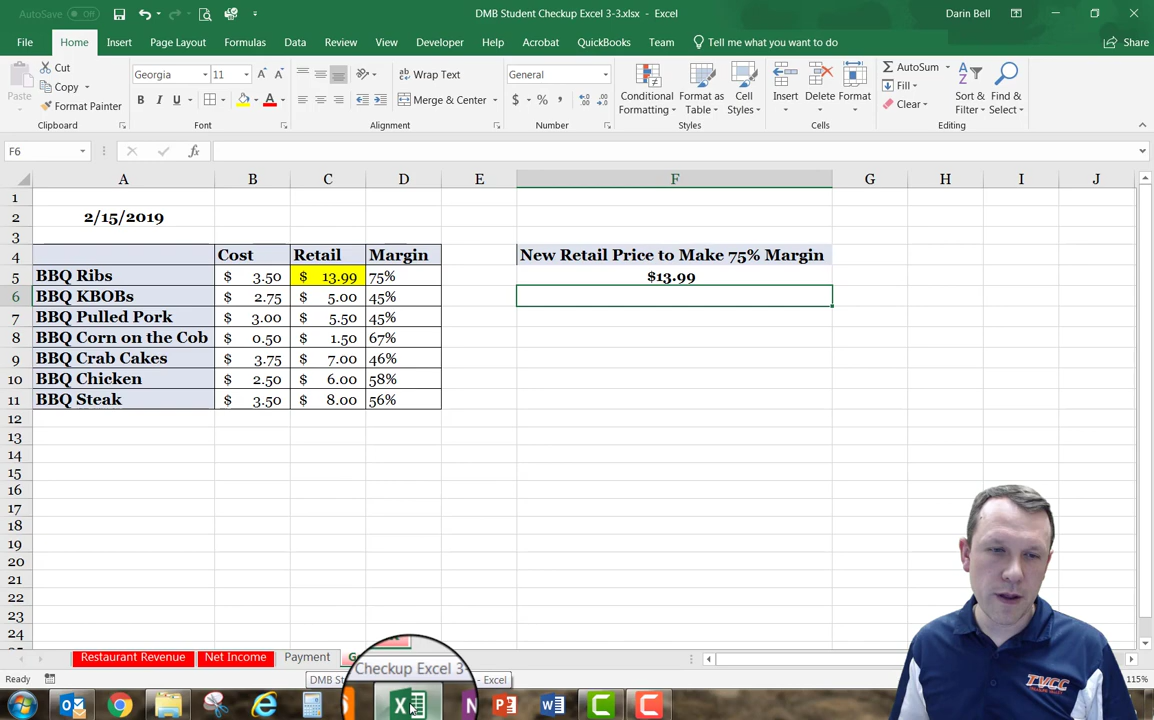 AutoSave Off
DMB Student Checkup Excel 3-3.xlsx - Excel
Darin Bell
File Home Insert Page Layout Formulas Data Review View Developer Help Acrobat QuickBooks Team Tell me what you want to do Share
Paste
Cut
Copy
Format Painter
Georgia 11
B I U
Wrap Text
Merge & Center
General
$ % ,
Conditional Formatting
Format as Table
Cell Styles
Insert
Delete
Format
AutoSum
Fill
Clear
Sort & Filter
Find & Select
Clipboard Font Alignment Number Styles Cells Editing
F6 fx
A B C D E F G H I J
1
2 2/15/2019
3
4 Cost Retail Margin New Retail Price to Make 75% Margin
5 BBQ Ribs $ 3.50 $ 13.99 75% $13.99
6 BBQ KBOBs $ 2.75 $ 5.00 45%
7 BBQ Pulled Pork $ 3.00 $ 5.50 45%
8 BBQ Corn on the Cob $ 0.50 $ 1.50 67%
9 BBQ Crab Cakes $ 3.75 $ 7.00 46%
10 BBQ Chicken $ 2.50 $ 6.00 58%
11 BBQ Steak $ 3.50 $ 8.00 56%
12
13
14
15
16
17
18
19
20
21
22
23
24
Restaurant Revenue Net Income Payment
Checkup Excel 3-
Ready
DMB S - Excel
115%
TVCC